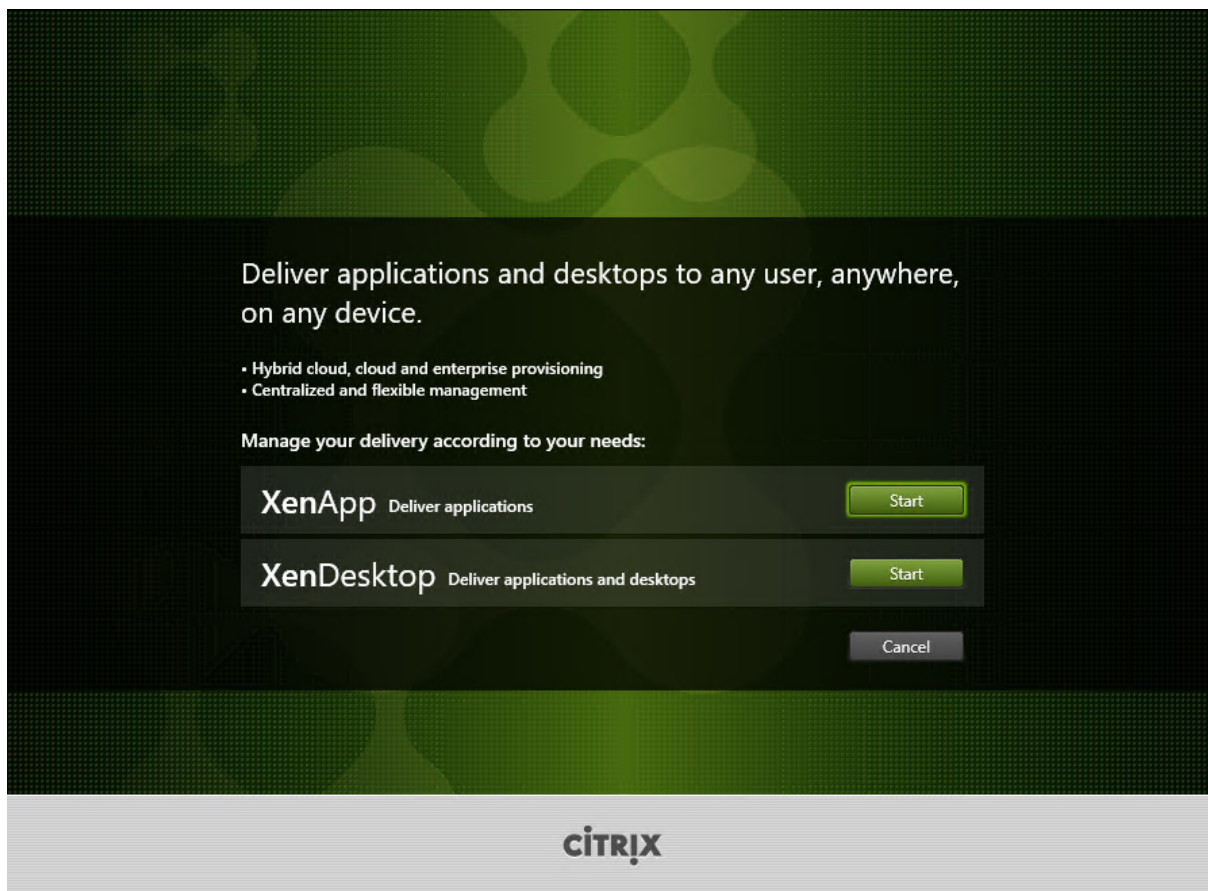 Deliver applications and desktops to any user, anywhere,
on any device.
• Hybrid cloud, cloud and enterprise provisioning
• Centralized and flexible management
Manage your delivery according to your needs:
XenApp Deliver applications Start
XenDesktop Deliver applications and desktops Start
Cancel
CITRIX